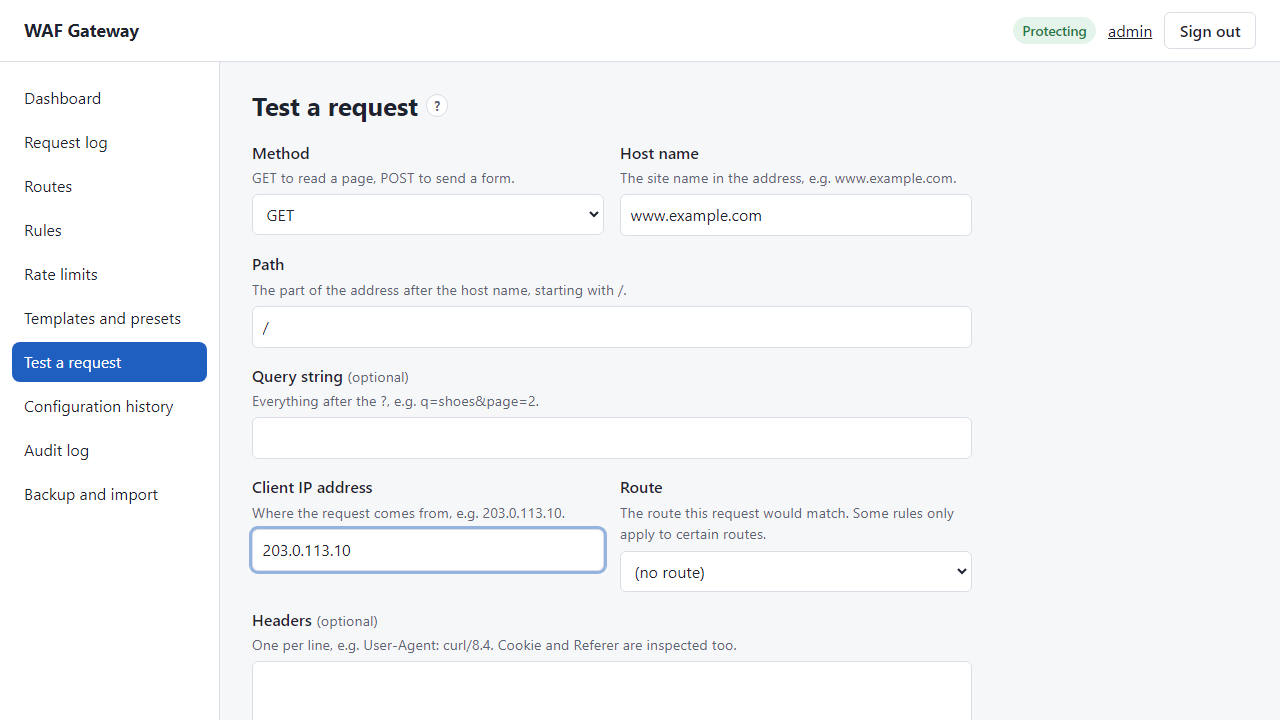 WAF Gateway
Protecting
admin
Sign out
Dashboard
Request log
Routes
Rules
Rate limits
Templates and presets
Test a request
Configuration history
Audit log
Backup and import
Test a request ?
Method
GET to read a page, POST to send a form.
GET
Host name
The site name in the address, e.g. www.example.com.
www.example.com
Path
The part of the address after the host name, starting with /.
/
Query string (optional)
Everything after the ?, e.g. q=shoes&page=2.
Client IP address
Where the request comes from, e.g. 203.0.113.10.
203.0.113.10
Route
The route this request would match. Some rules only
apply to certain routes.
(no route)
Headers (optional)
One per line, e.g. User-Agent: curl/8.4. Cookie and Referer are inspected too.